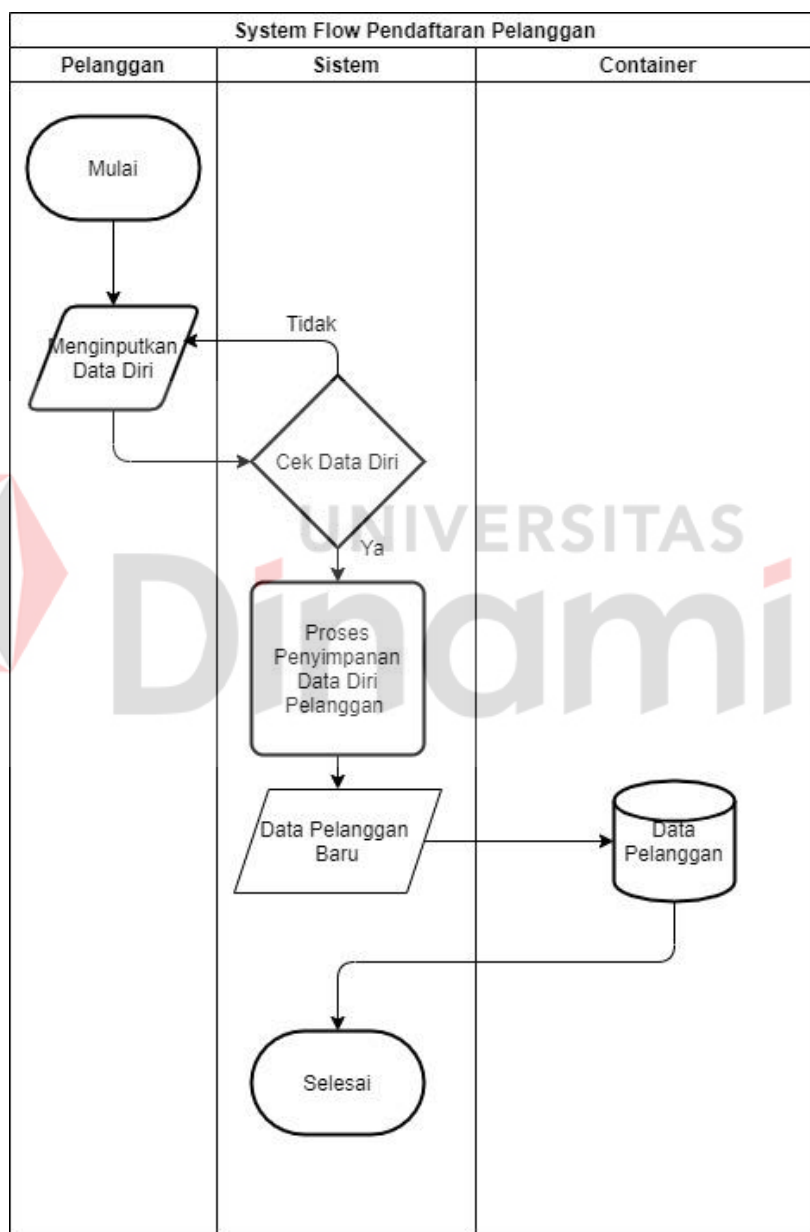 System Flow Pendaftaran Pelanggan
Pelanggan
Sistem
Container
Mulai
Menginputkan
Data Diri
Tidak
Cek Data Diri
Ya
Proses
Penyimpanan
Data Diri
Pelanggan
Data Pelanggan
Baru
Data
Pelanggan
Selesai
UNIVERSITAS
Dinami